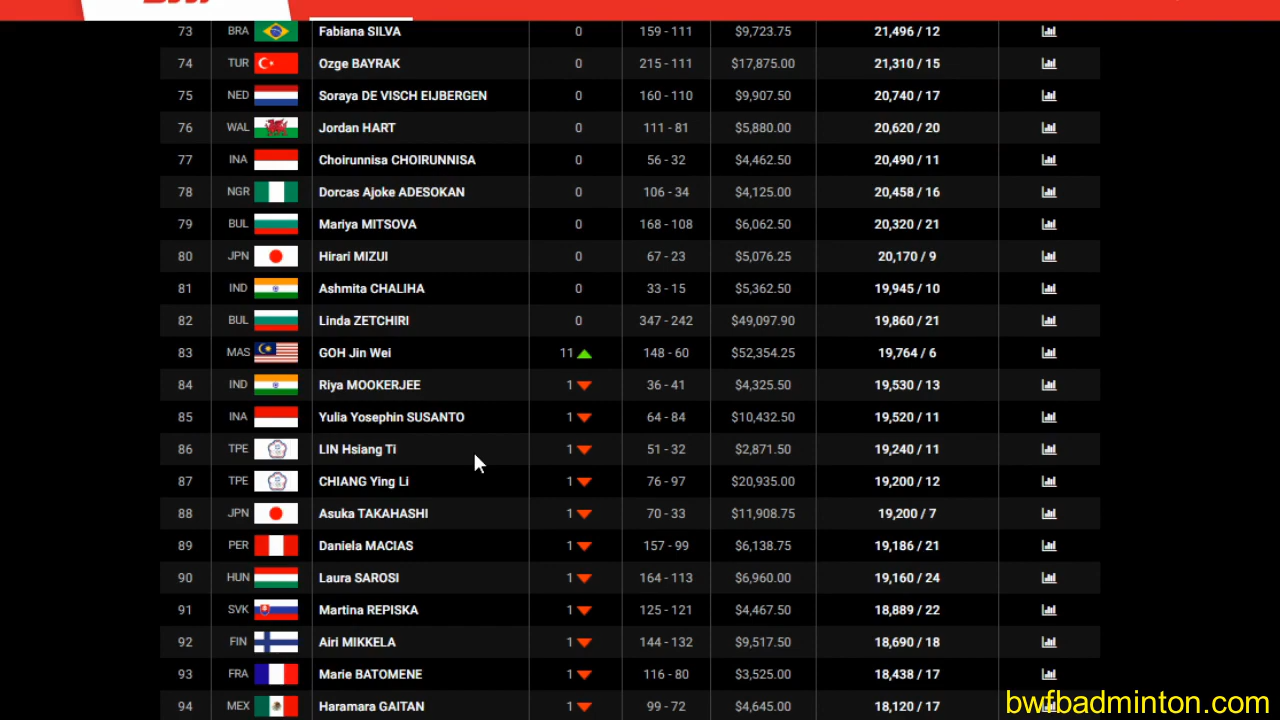 73 BRA Fabiana SILVA 0 159 - 111 $9,723.75 21,496 / 12
74 TUR Ozge BAYRAK 0 215 - 111 $17,875.00 21,310 / 15
75 NED Soraya DE VISCH EIJBERGEN 0 160 - 110 $9,907.50 20,740 / 17
76 WAL Jordan HART 0 111 - 81 $5,880.00 20,620 / 20
77 INA Choirunnisa CHOIRUNNISA 0 56 - 32 $4,462.50 20,490 / 11
78 NGR Dorcas Ajoke ADESOKAN 0 106 - 34 $4,125.00 20,458 / 16
79 BUL Mariya MITSOVA 0 168 - 108 $6,062.50 20,320 / 21
80 JPN Hirari MIZUI 0 67 - 23 $5,076.25 20,170 / 9
81 IND Ashmita CHALIHA 0 33 - 15 $5,362.50 19,945 / 10
82 BUL Linda ZETCHIRI 0 347 - 242 $49,097.90 19,860 / 21
83 MAS GOH Jin Wei 11 148 - 60 $52,354.25 19,764 / 6
84 IND Riya MOOKERJEE 1 36 - 41 $4,325.50 19,530 / 13
85 INA Yulia Yosephin SUSANTO 1 64 - 84 $10,432.50 19,520 / 11
86 TPE LIN Hsiang Ti 1 51 - 32 $2,871.50 19,240 / 11
87 TPE CHIANG Ying Li 1 76 - 97 $20,935.00 19,200 / 12
88 JPN Asuka TAKAHASHI 1 70 - 33 $11,908.75 19,200 / 7
89 PER Daniela MACIAS 1 157 - 99 $6,138.75 19,186 / 21
90 HUN Laura SAROSI 1 164 - 113 $6,960.00 19,160 / 24
91 SVK Martina REPISKA 1 125 - 121 $4,467.50 18,889 / 22
92 FIN Airi MIKKELA 1 144 - 132 $9,517.50 18,690 / 18
93 FRA Marie BATOMENE 1 116 - 80 $3,525.00 18,438 / 17
94 MEX Haramara GAITAN 1 99 - 72 $4,645.00 18,120 / 17
bwfbadminton.com